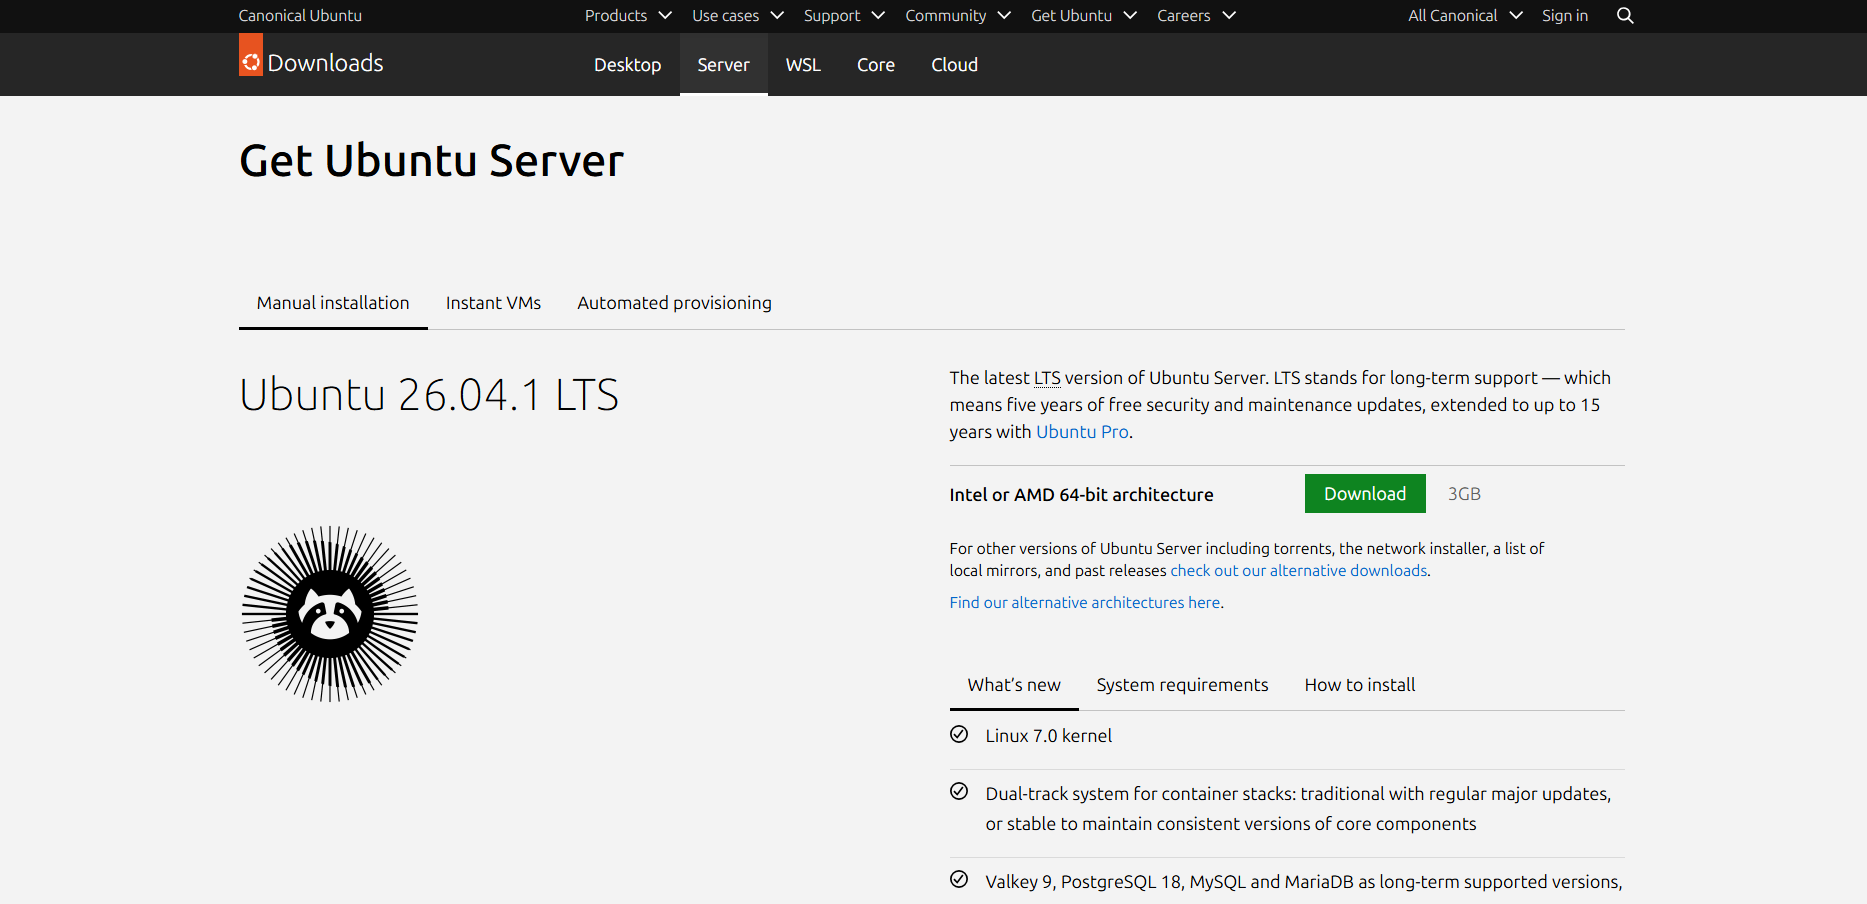 Canonical Ubuntu
Products
Use cases
Support
Community
Get Ubuntu
Careers
All Canonical
Sign in
Downloads
Desktop
Server
WSL
Core
Cloud
Get Ubuntu Server
Manual installation
Instant VMs
Automated provisioning
Ubuntu 26.04.1 LTS
The latest LTS version of Ubuntu Server. LTS stands for long-term support — which
means five years of free security and maintenance updates, extended to up to 15
years with Ubuntu Pro.
Intel or AMD 64-bit architecture
Download
3GB
For other versions of Ubuntu Server including torrents, the network installer, a list of
local mirrors, and past releases check out our alternative downloads.
Find our alternative architectures here.
What’s new
System requirements
How to install
Linux 7.0 kernel
Dual-track system for container stacks: traditional with regular major updates,
or stable to maintain consistent versions of core components
Valkey 9, PostgreSQL 18, MySQL and MariaDB as long-term supported versions,